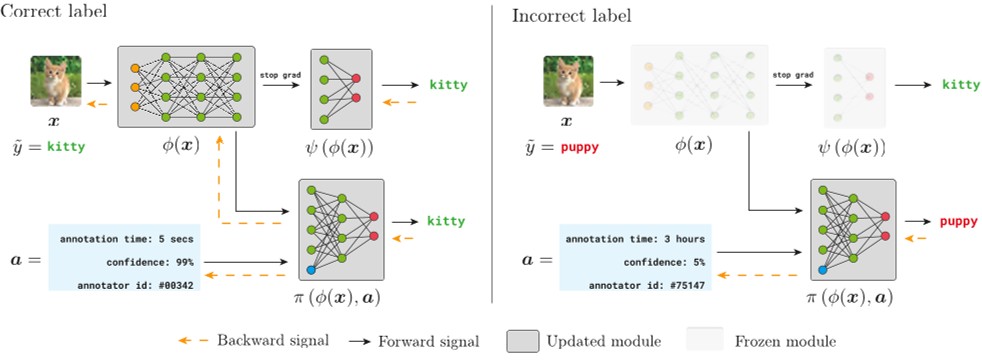 Correct label
stop grad
kitty
x
ỹ = kitty
ϕ(x)
ψ (ϕ(x))
kitty
annotation time: 5 secs
a =
confidence: 99%
annotator id: #00342
π (ϕ(x), a)
Incorrect label
stop grad
kitty
x
ỹ = puppy
ϕ(x)
ψ (ϕ(x))
puppy
annotation time: 3 hours
a =
confidence: 5%
annotator id: #75147
π (ϕ(x), a)
Backward signal
Forward signal
Updated module
Frozen module